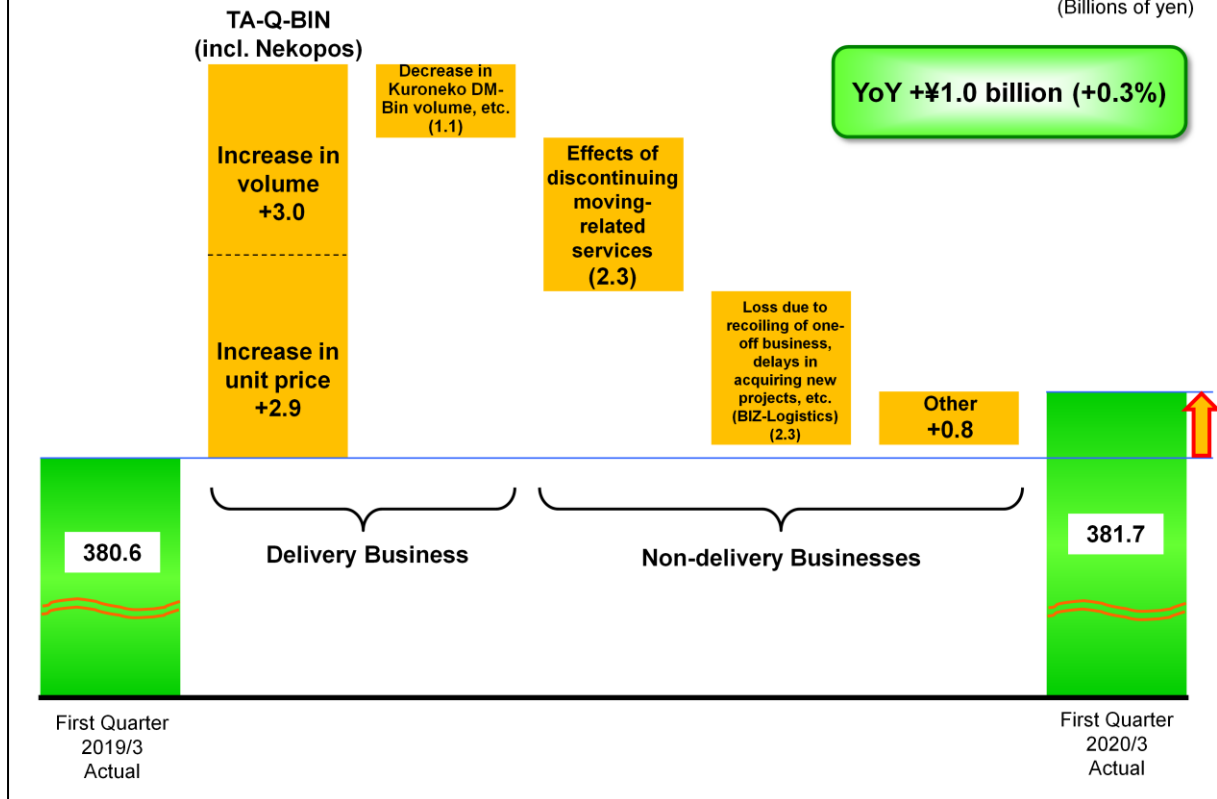 (Billions of yen)
TA-Q-BIN
(incl. Nekopos)
YoY +¥1.0 billion (+0.3%)
Increase in
volume
+3.0
Increase in
unit price
+2.9
Decrease in
Kuroneko DM-
Bin volume, etc.
(1.1)
Effects of
discontinuing
moving-
related
services
(2.3)
Loss due to
recoiling of one-
off business,
delays in
acquiring new
projects, etc.
(BIZ-Logistics)
(2.3)
Other
+0.8
380.6
Delivery Business
Non-delivery Businesses
381.7
First Quarter
2019/3
Actual
First Quarter
2020/3
Actual